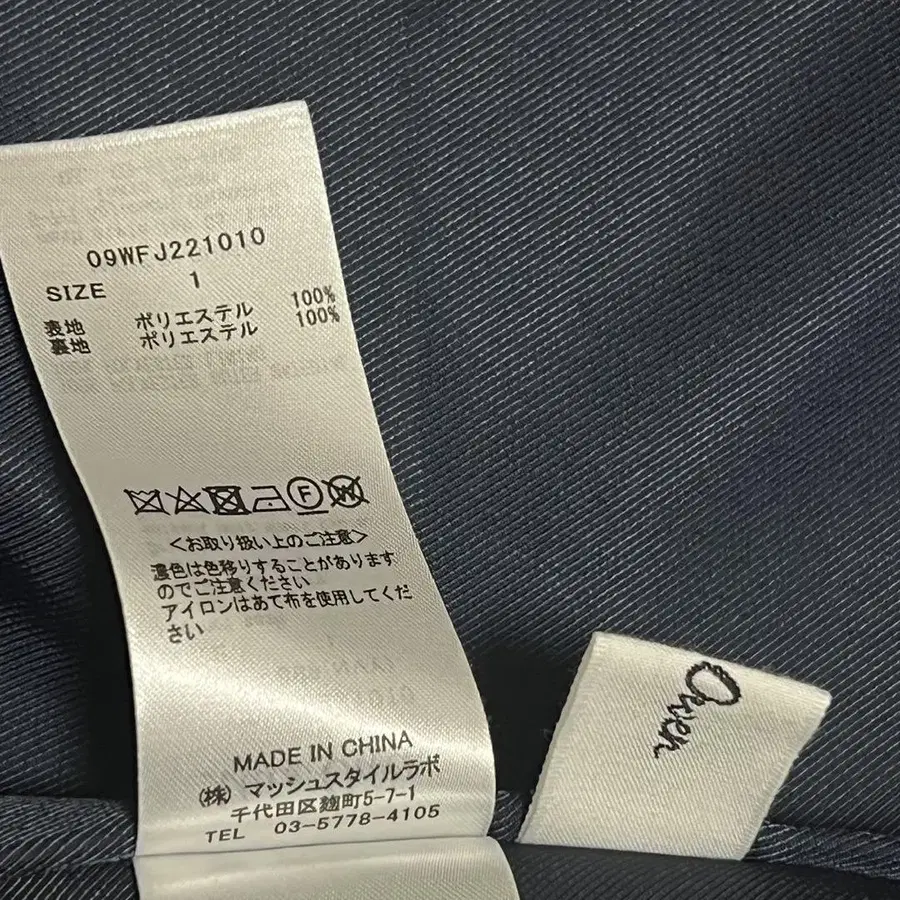 09WFJ221010
SIZE 1
表地 ポリエステル 100%
裏地 ポリエステル 100%
F
W
<お取り扱い上のご注意>
濃色は色移りすることがあります
のでご注意ください
アイロンはあて布を使用してくだ
さい
MADE IN CHINA
(株)マッシュスタイルラボ
千代田区麹町5-7-1
TEL 03-5778-4105